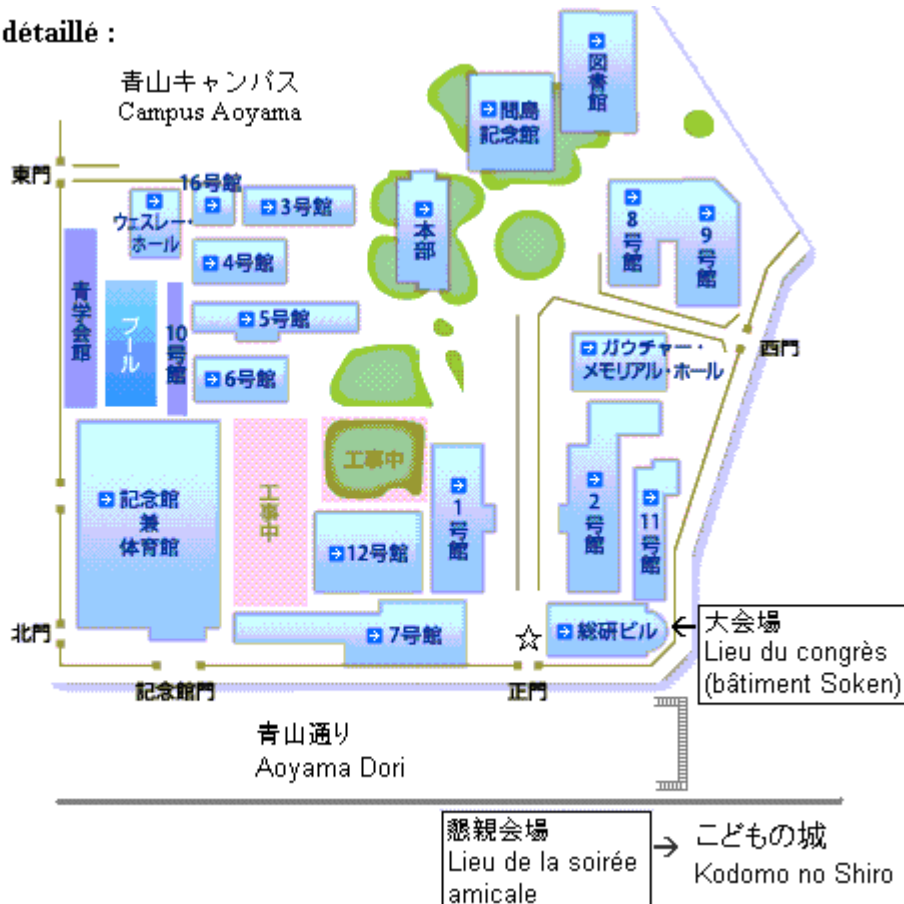 détaillé :
青山キャンパス
Campus Aoyama
図書館
間島
記念館
東門
16号館
3号館
ウェスレー・
ホール
本部
8号館
9号館
4号館
青学会館
プール
10号館
5号館
6号館
ガウチャー・
メモリアル・ホール
西門
工事中
工事中
記念館
兼
体育館
1号館
2号館
11号館
12号館
北門
7号館
☆
総研ビル
大会場
Lieu du congrès
(bâtiment Soken)
記念館門
正門
青山通り
Aoyama Dori
懇親会場
Lieu de la soirée
amicale
こどもの城
Kodomo no Shiro